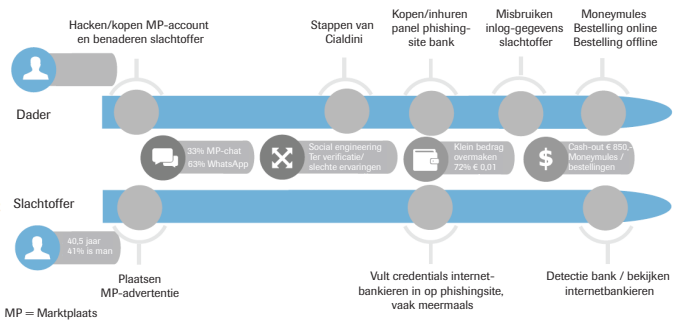 Hacken/kopen MP-account
en benaderen slachtoffer
Stappen van
Cialdini
Kopen/inhuren
panel phishing-
site bank
Misbruiken
inlog-gegevens
slachtoffer
Moneymules
Bestelling online
Bestelling offline
Dader
33% MP-chat
63% WhatsApp
Social engineering
Ter verificatie/
slechte ervaringen
Klein bedrag
overmaken
72% € 0,01
$
Cash-out € 850,-
Moneymules /
bestellingen
Slachtoffer
40,5 jaar
41% is man
Plaatsen
MP-advertentie
Vult credentials internet-
bankieren in op phishingsite,
vaak meermaals
Detectie bank / bekijken
internetbankieren
MP = Marktplaats